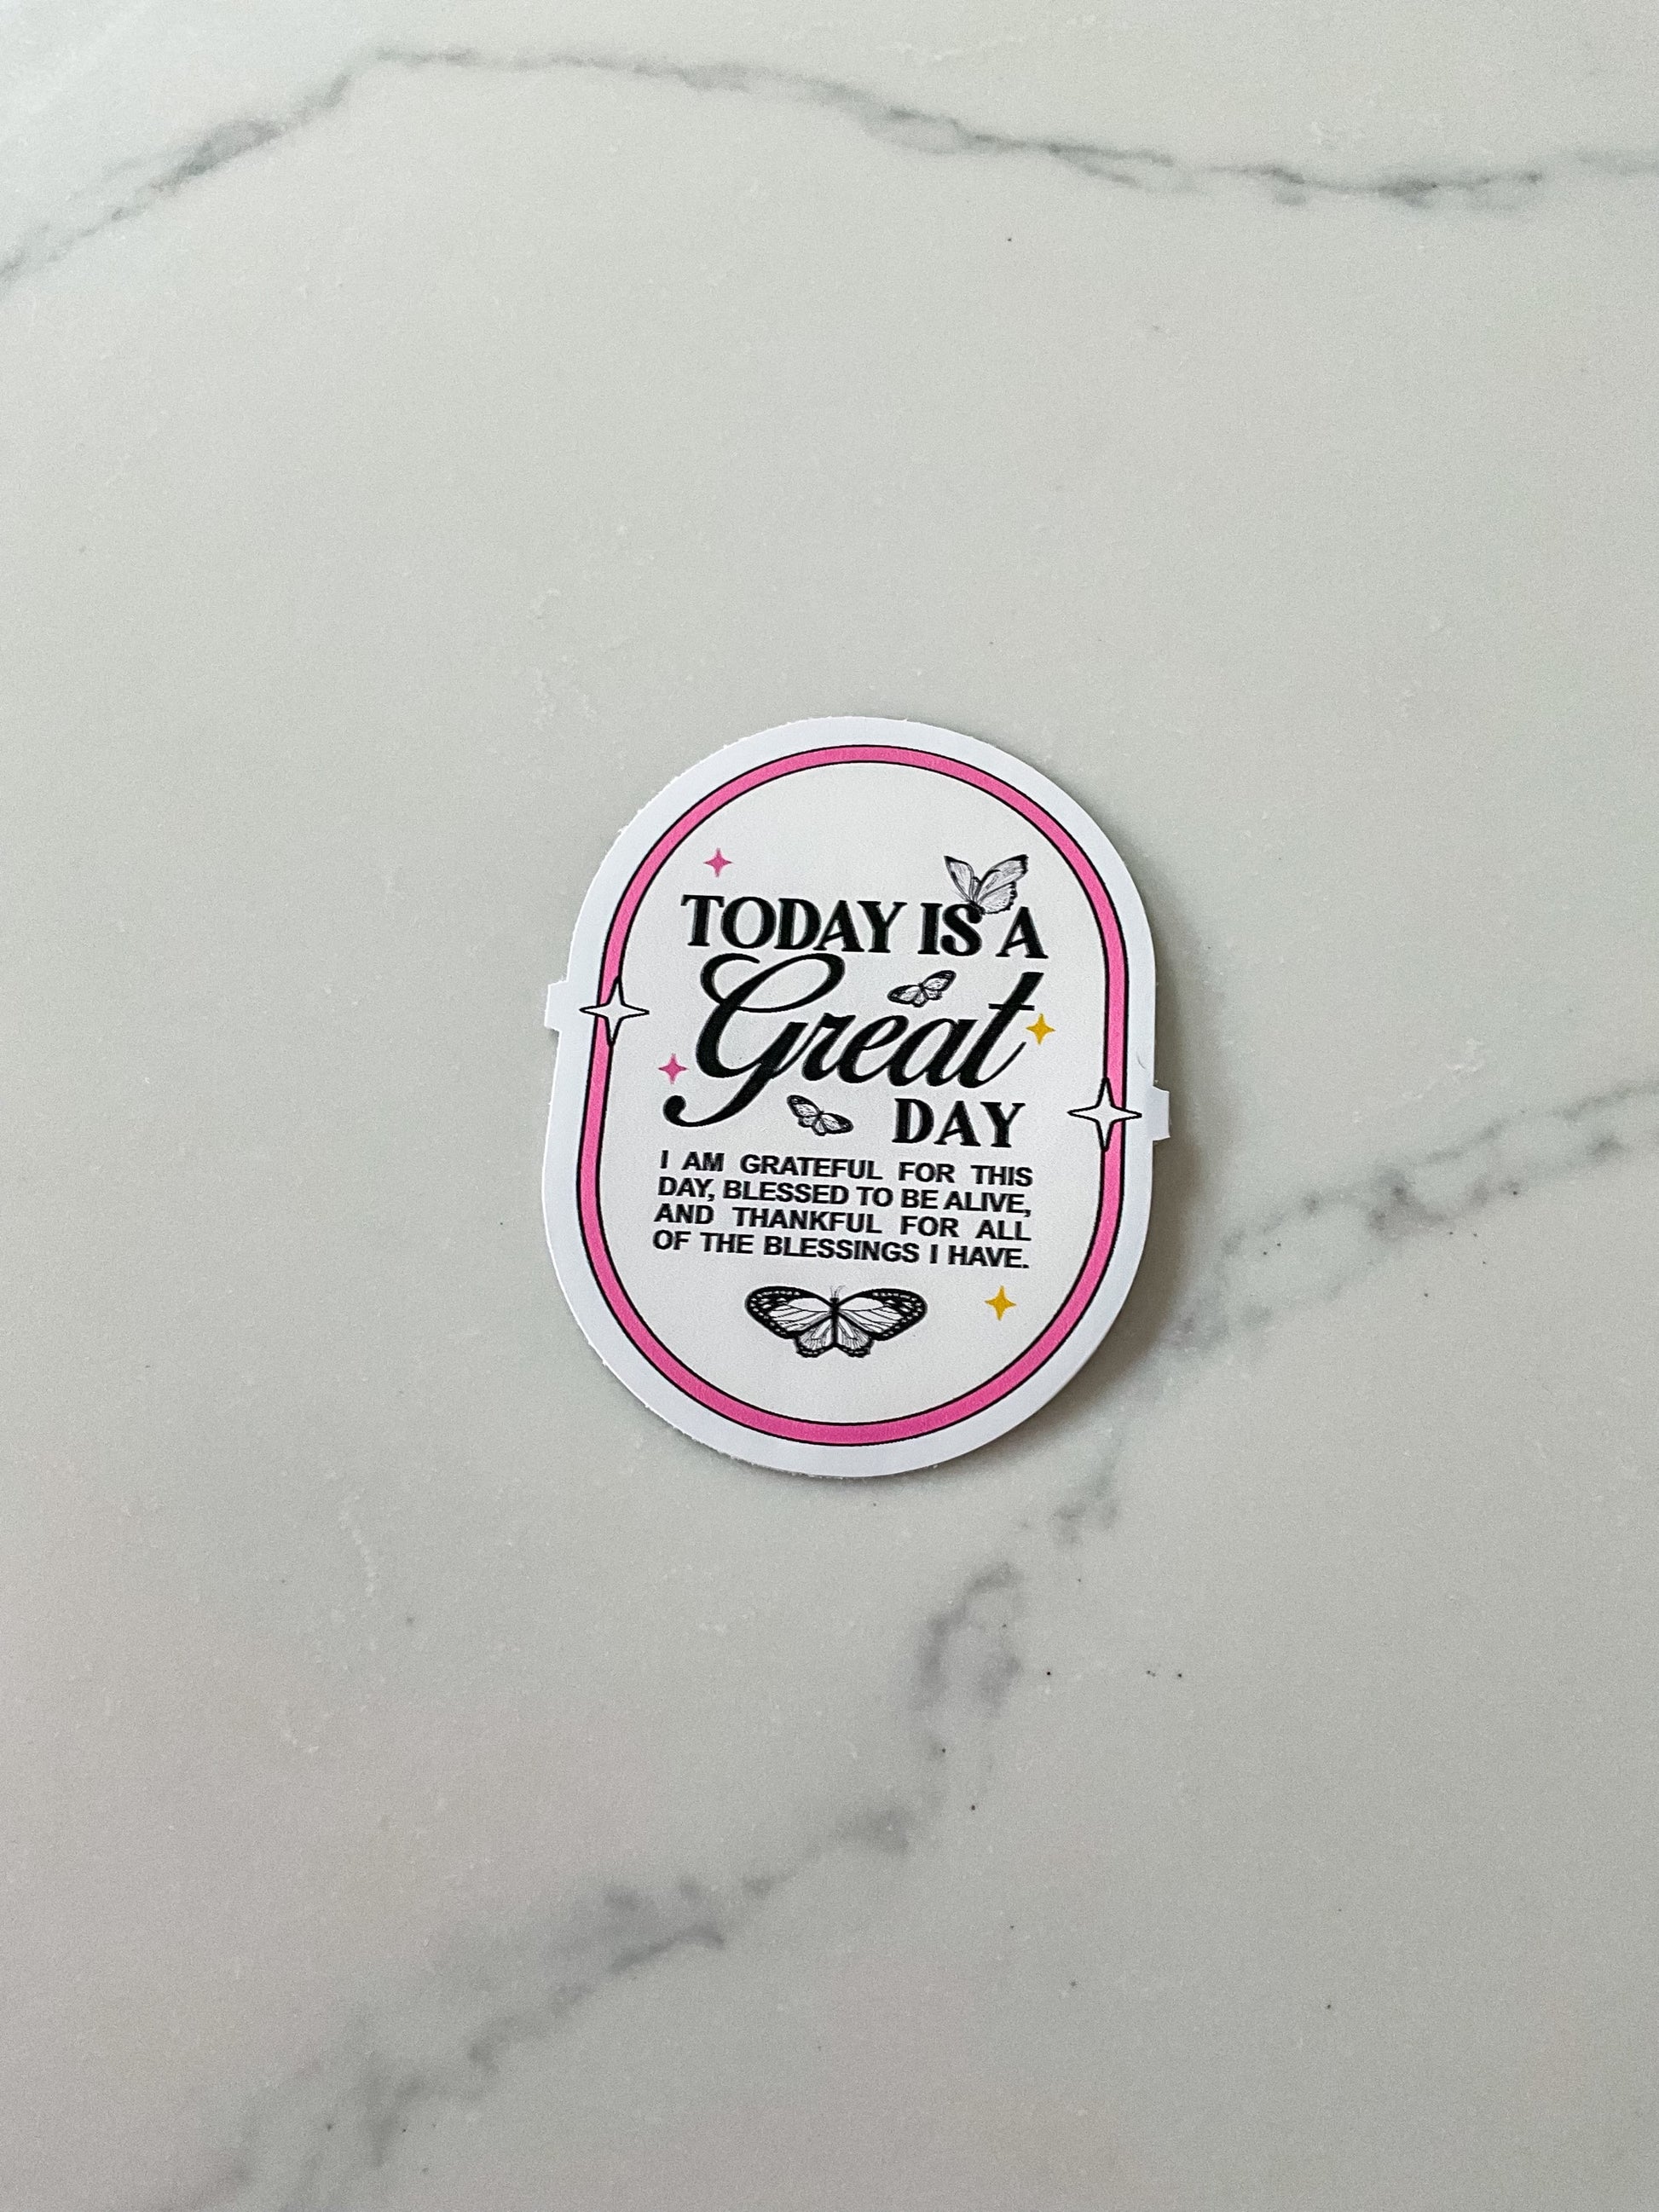 TODAY IS A
Great
DAY
I AM GRATEFUL FOR THIS
DAY, BLESSED TO BE ALIVE,
AND THANKFUL FOR ALL
OF THE BLESSINGS I HAVE.